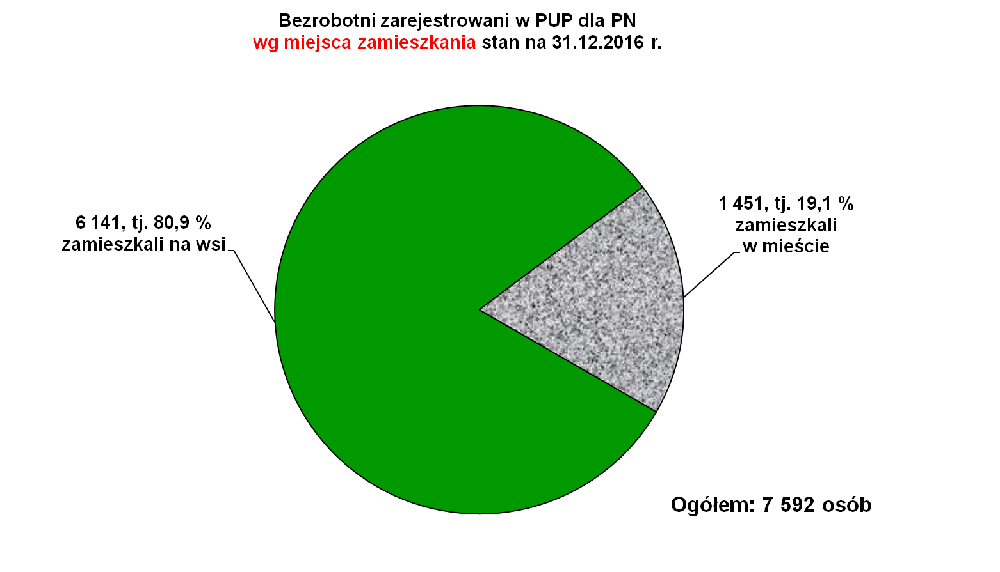 Bezrobotni zarejestrowani w PUP dla PN
wg miejsca zamieszkania stan na 31.12.2016 r.
6 141, tj. 80,9 %
zamieszkali na wsi
1 451, tj. 19,1 %
zamieszkali
w mieście
Ogółem: 7 592 osób